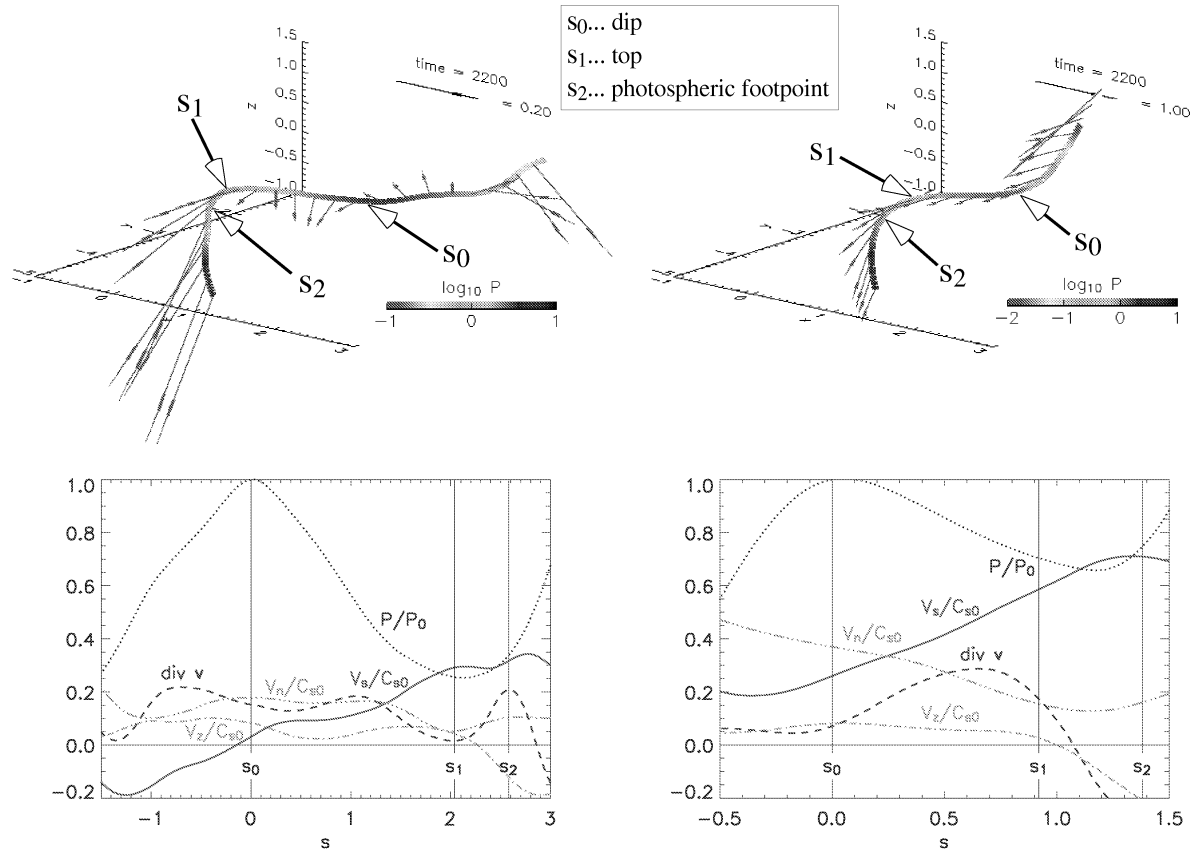 s0... dip
s1... top
s2... photospheric footpoint
1.5
1.0
0.5
0.0
−0.5
−1.0
z
time = 2200
= 0.20
s1
s2
s0
log10 P
−1 0 1
1.5
1.0
0.5
0.0
−0.5
−1.0
z
time = 2200
= 1.00
s1
s2
s0
log10 P
−2 −1 0 1
1.0
0.8
0.6
0.4
0.2
0.0
−0.2
P/P0
div v
Vn/Cs0
Vs/Cs0
Vz/Cs0
s0 s1 s2
−1 0 1 2 3
s
1.0
0.8
0.6
0.4
0.2
0.0
−0.2
P/P0
Vs/Cs0
Vn/Cs0
div v
Vz/Cs0
s0 s1 s2
−0.5 0.0 0.5 1.0 1.5
s